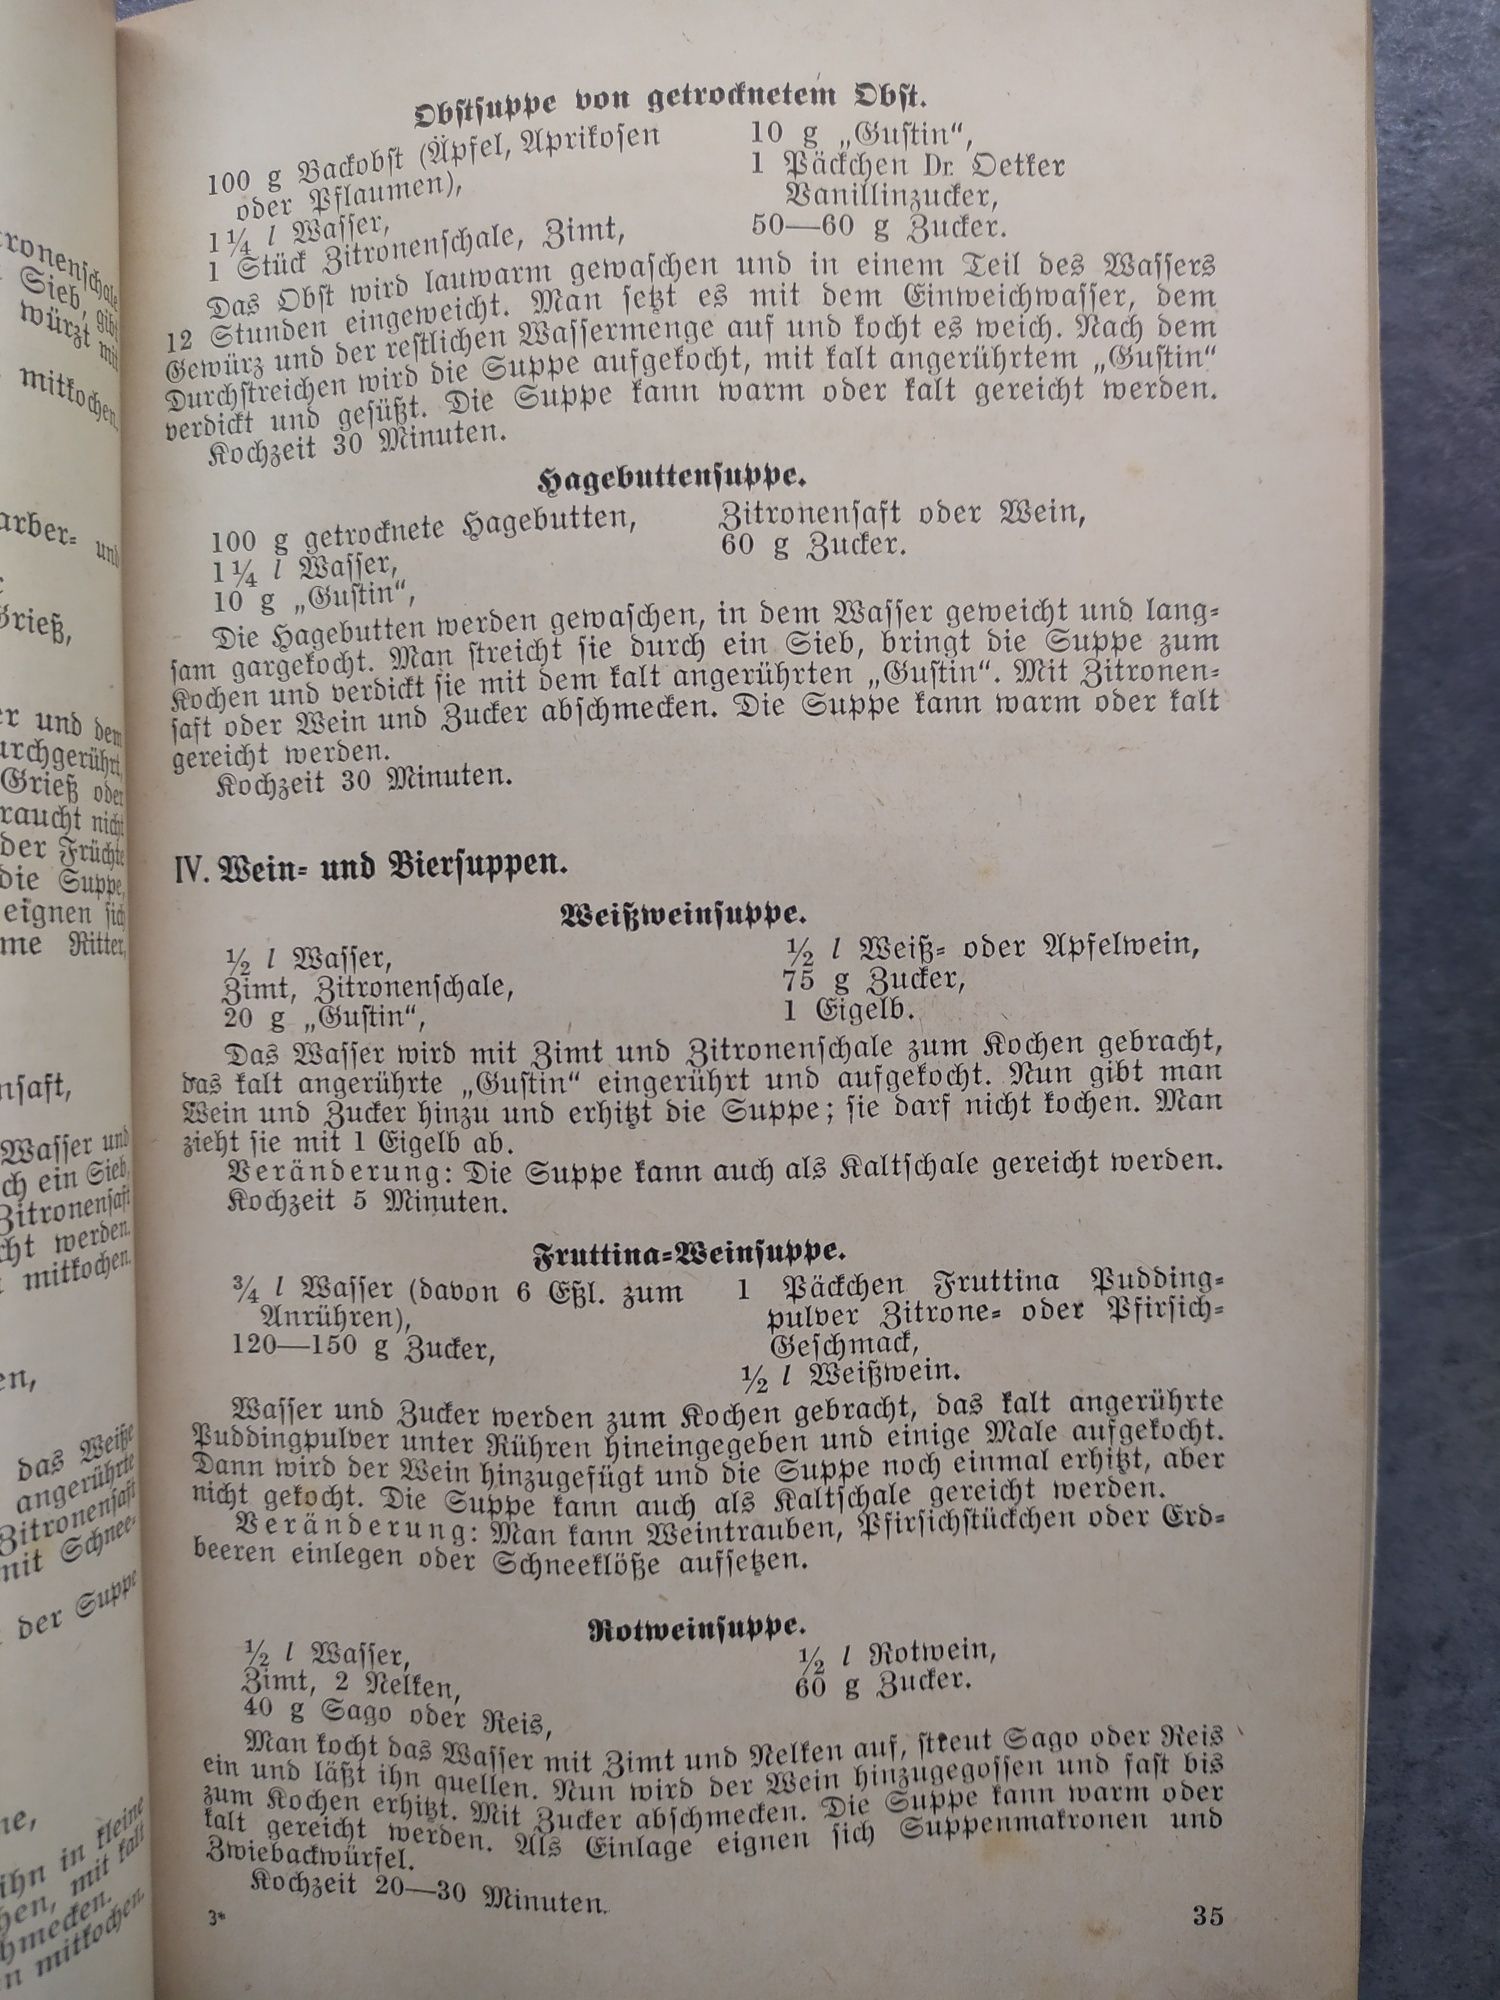 Obstsuppe von getrocknetem Obst.
100 g Backobst (Äpfel, Aprikosen
oder Pflaumen),
1¼ l Wasser,
1 Stück Zitronenschale, Zimt,
10 g „Gustin“,
1 Päckchen Dr. Oetker
Vanillinzucker,
50—60 g Zucker.
Das Obst wird lauwarm gewaschen und in einem Teil des Wassers
12 Stunden eingeweicht. Man setzt es mit dem Einweichwasser, dem
Gewürz und der restlichen Wassermenge auf und kocht es weich. Nach dem
Durchstreichen wird die Suppe aufgekocht, mit kalt angerührtem „Gustin“
verdickt und gesüßt. Die Suppe kann warm oder kalt gereicht werden.
Kochzeit 30 Minuten.
Hagebuttensuppe.
100 g getrocknete Hagebutten,
1¼ l Wasser,
10 g „Gustin“,
Zitronensaft oder Wein,
60 g Zucker.
Die Hagebutten werden gewaschen, in dem Wasser geweicht und lang-
sam gargekocht. Man streicht sie durch ein Sieb, bringt die Suppe zum
Kochen und verdickt sie mit dem kalt angerührten „Gustin“. Mit Zitronen-
saft oder Wein und Zucker abschmecken. Die Suppe kann warm oder kalt
gereicht werden.
Kochzeit 30 Minuten.
IV. Wein- und Biersuppen.
Weißweinsuppe.
½ l Wasser,
Zimt, Zitronenschale,
20 g „Gustin“,
½ l Weiß- oder Apfelwein,
75 g Zucker,
1 Eigelb.
Das Wasser wird mit Zimt und Zitronenschale zum Kochen gebracht,
das kalt angerührte „Gustin“ eingerührt und aufgekocht. Nun gibt man
Wein und Zucker hinzu und erhitzt die Suppe; sie darf nicht kochen. Man
zieht sie mit 1 Eigelb ab.
Veränderung: Die Suppe kann auch als Kaltschale gereicht werden.
Kochzeit 5 Minuten.
Fruttina-Weinsuppe.
¾ l Wasser (davon 6 Eßl. zum
Anrühren),
120—150 g Zucker,
1 Päckchen Fruttina Pudding-
pulver Zitrone- oder Pfirsich-
Geschmack,
½ l Weißwein.
Wasser und Zucker werden zum Kochen gebracht, das kalt angerührte
Puddingpulver unter Rühren hineingegeben und einige Male aufgekocht.
Dann wird der Wein hinzugefügt und die Suppe noch einmal erhitzt, aber
nicht gekocht. Die Suppe kann auch als Kaltschale gereicht werden.
Veränderung: Man kann Weintrauben, Pfirsichstückchen oder Erd-
beeren einlegen oder Schneeklöße aufsetzen.
Rotweinsuppe.
½ l Wasser,
Zimt, 2 Nelken,
40 g Sago oder Reis,
½ l Rotwein,
60 g Zucker.
Man kocht das Wasser mit Zimt und Nelken auf, streut Sago oder Reis
ein und läßt ihn quellen. Nun wird der Wein hinzugegossen und fast bis
zum Kochen erhitzt. Mit Zucker abschmecken. Die Suppe kann warm oder
kalt gereicht werden. Als Einlage eignen sich Suppenmakronen und
Zwiebackwürfel.
Kochzeit 20—30 Minuten.
3*
35